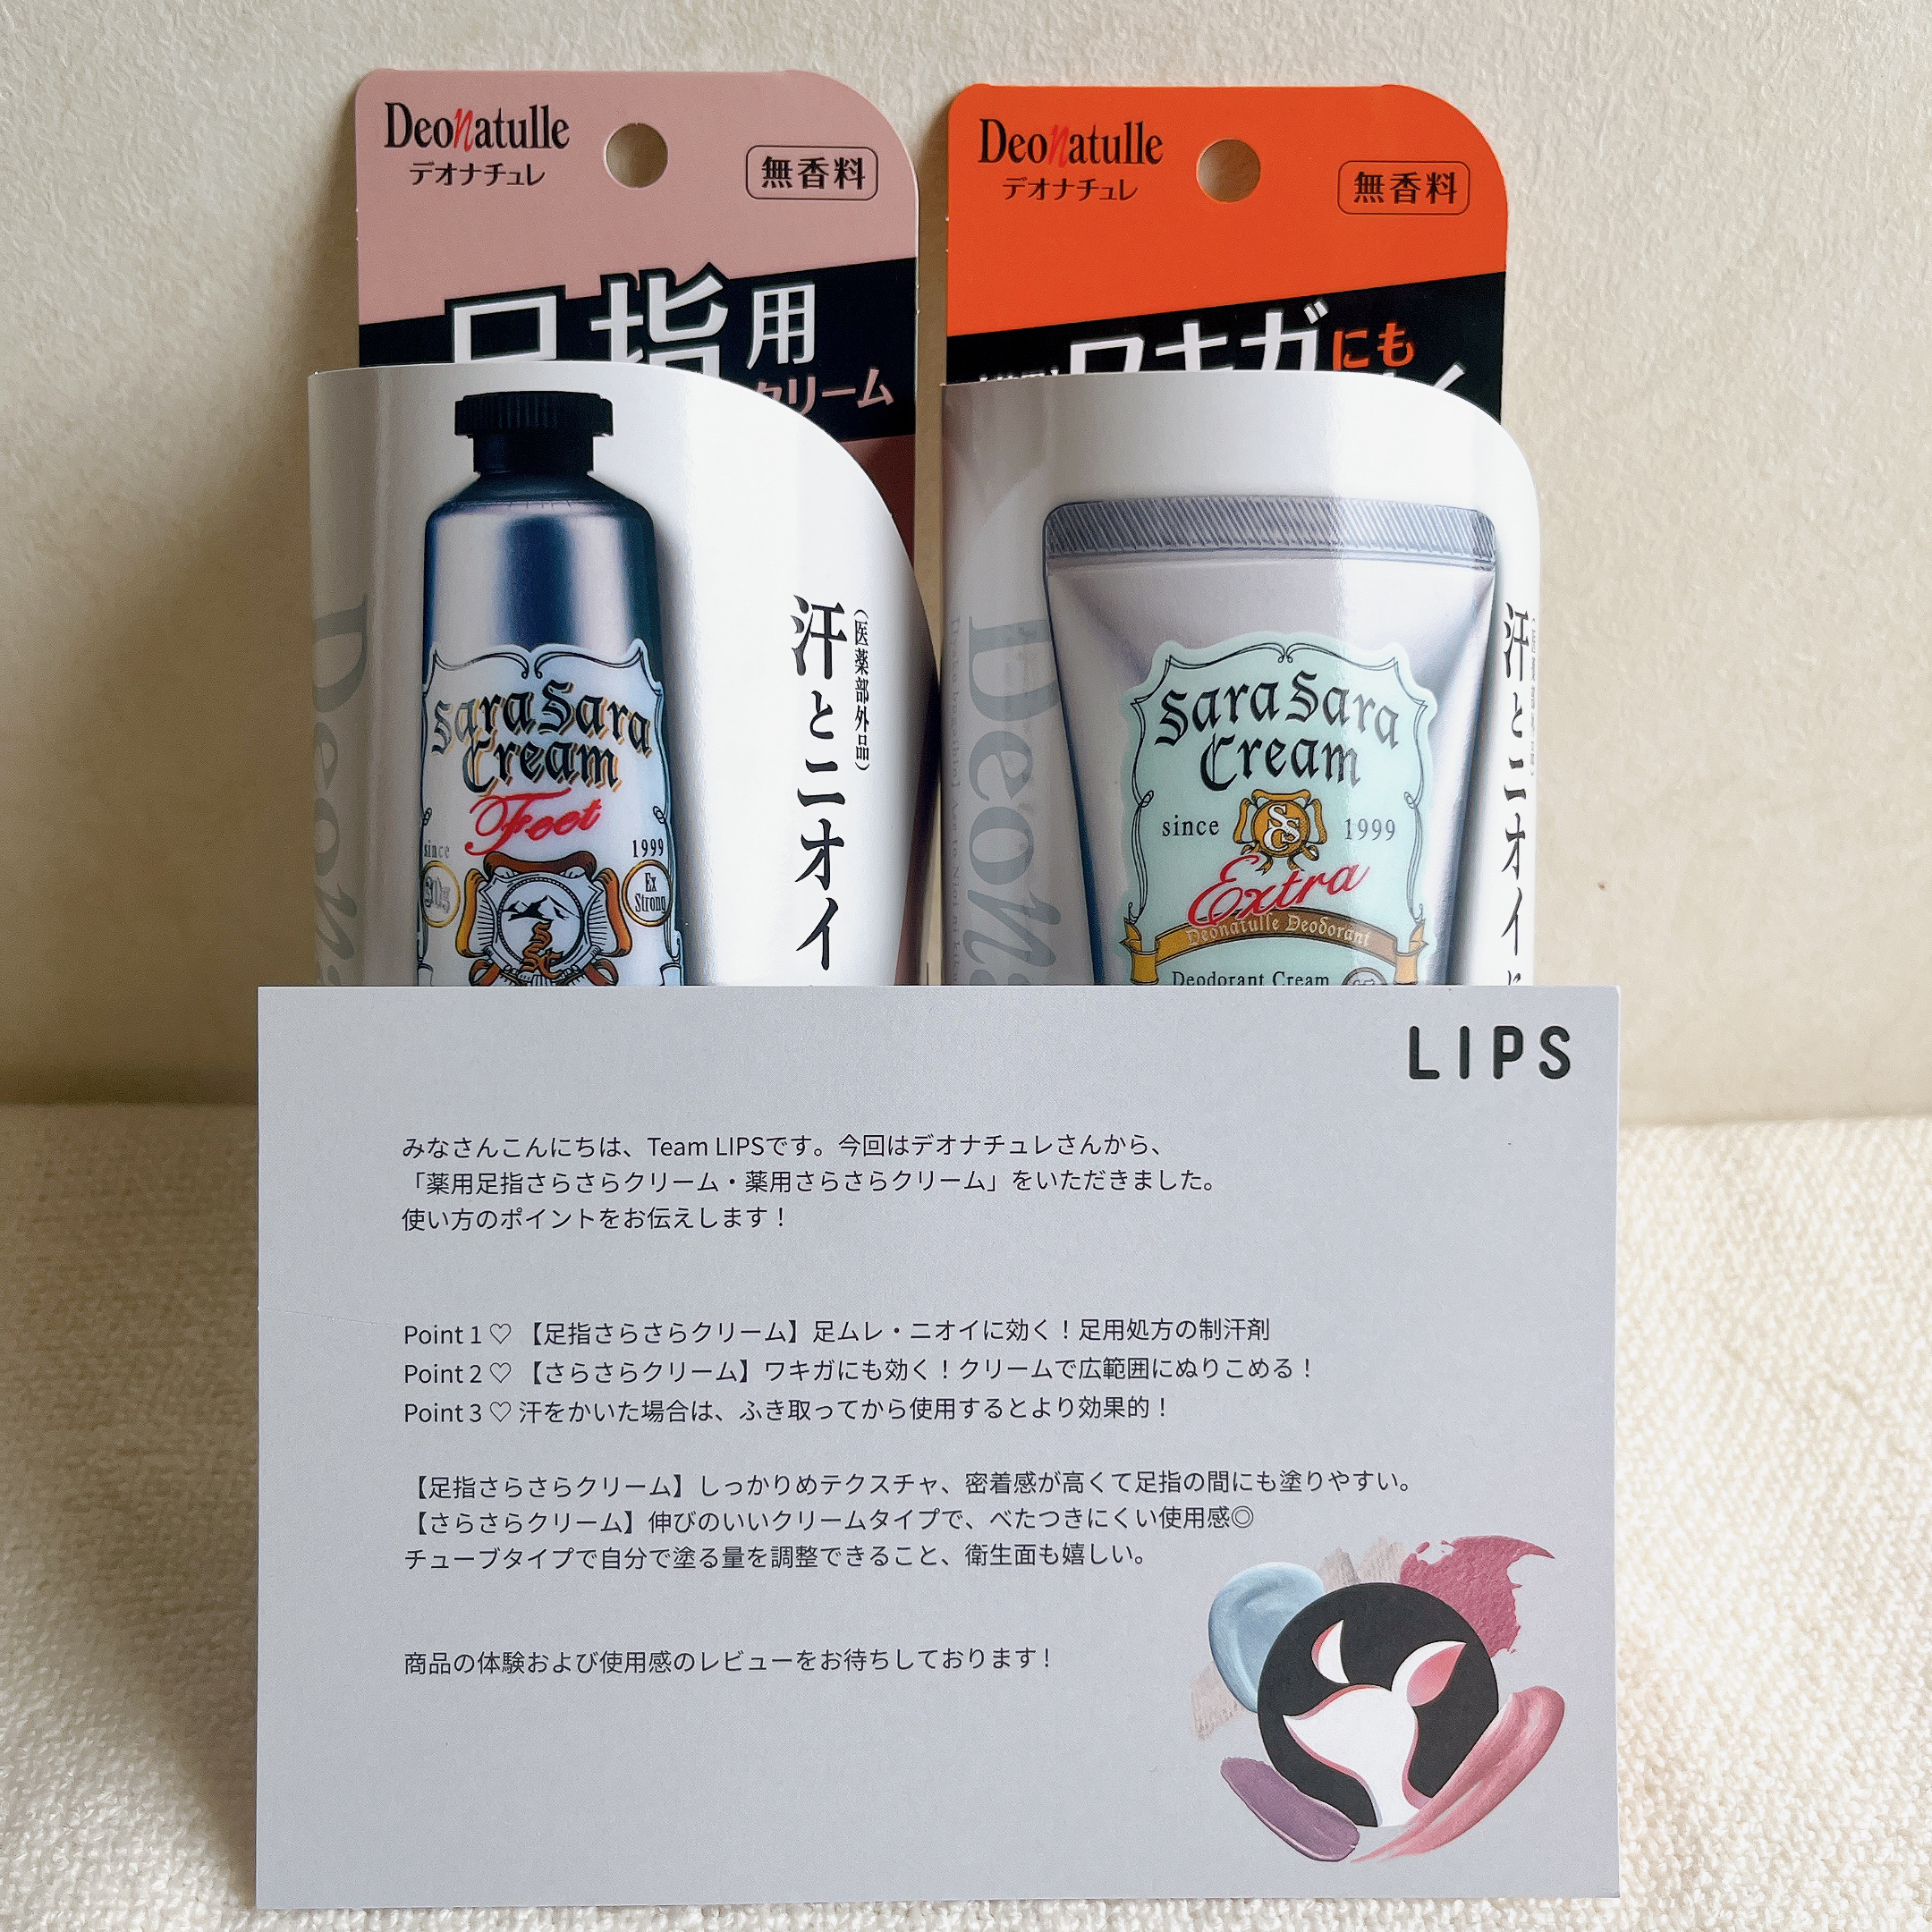 Deonatulle
デオナチュレ
無香料
足指用
クリーム
汗とニオイ
(医薬部外品)
Sara Sara
Cream
Feet
since
1999
30g
Ex
Strong
Deonatulle
デオナチュレ
無香料
ワキガにも
Sara Sara
Cream
since
1999
Extra
Deonatulle Deodorant
Deodorant Cream
汗とニオイに
LIPS
みなさんこんにちは、Team LIPSです。今回はデオナチュレさんから、
「薬用足指さらさらクリーム・薬用さらさらクリーム」をいただきました。
使い方のポイントをお伝えします！
Point 1 ♡ 【足指さらさらクリーム】足ムレ・ニオイに効く！足用処方の制汗剤
Point 2 ♡ 【さらさらクリーム】ワキガにも効く！クリームで広範囲にぬりこめる！
Point 3 ♡ 汗をかいた場合は、ふき取ってから使用するとより効果的！
【足指さらさらクリーム】しっかりめテクスチャ、密着感が高くて足指の間にも塗りやすい。
【さらさらクリーム】伸びのいいクリームタイプで、べたつきにくい使用感◎
チューブタイプで自分で塗る量を調整できること、衛生面も嬉しい。
商品の体験および使用感のレビューをお待ちしております！